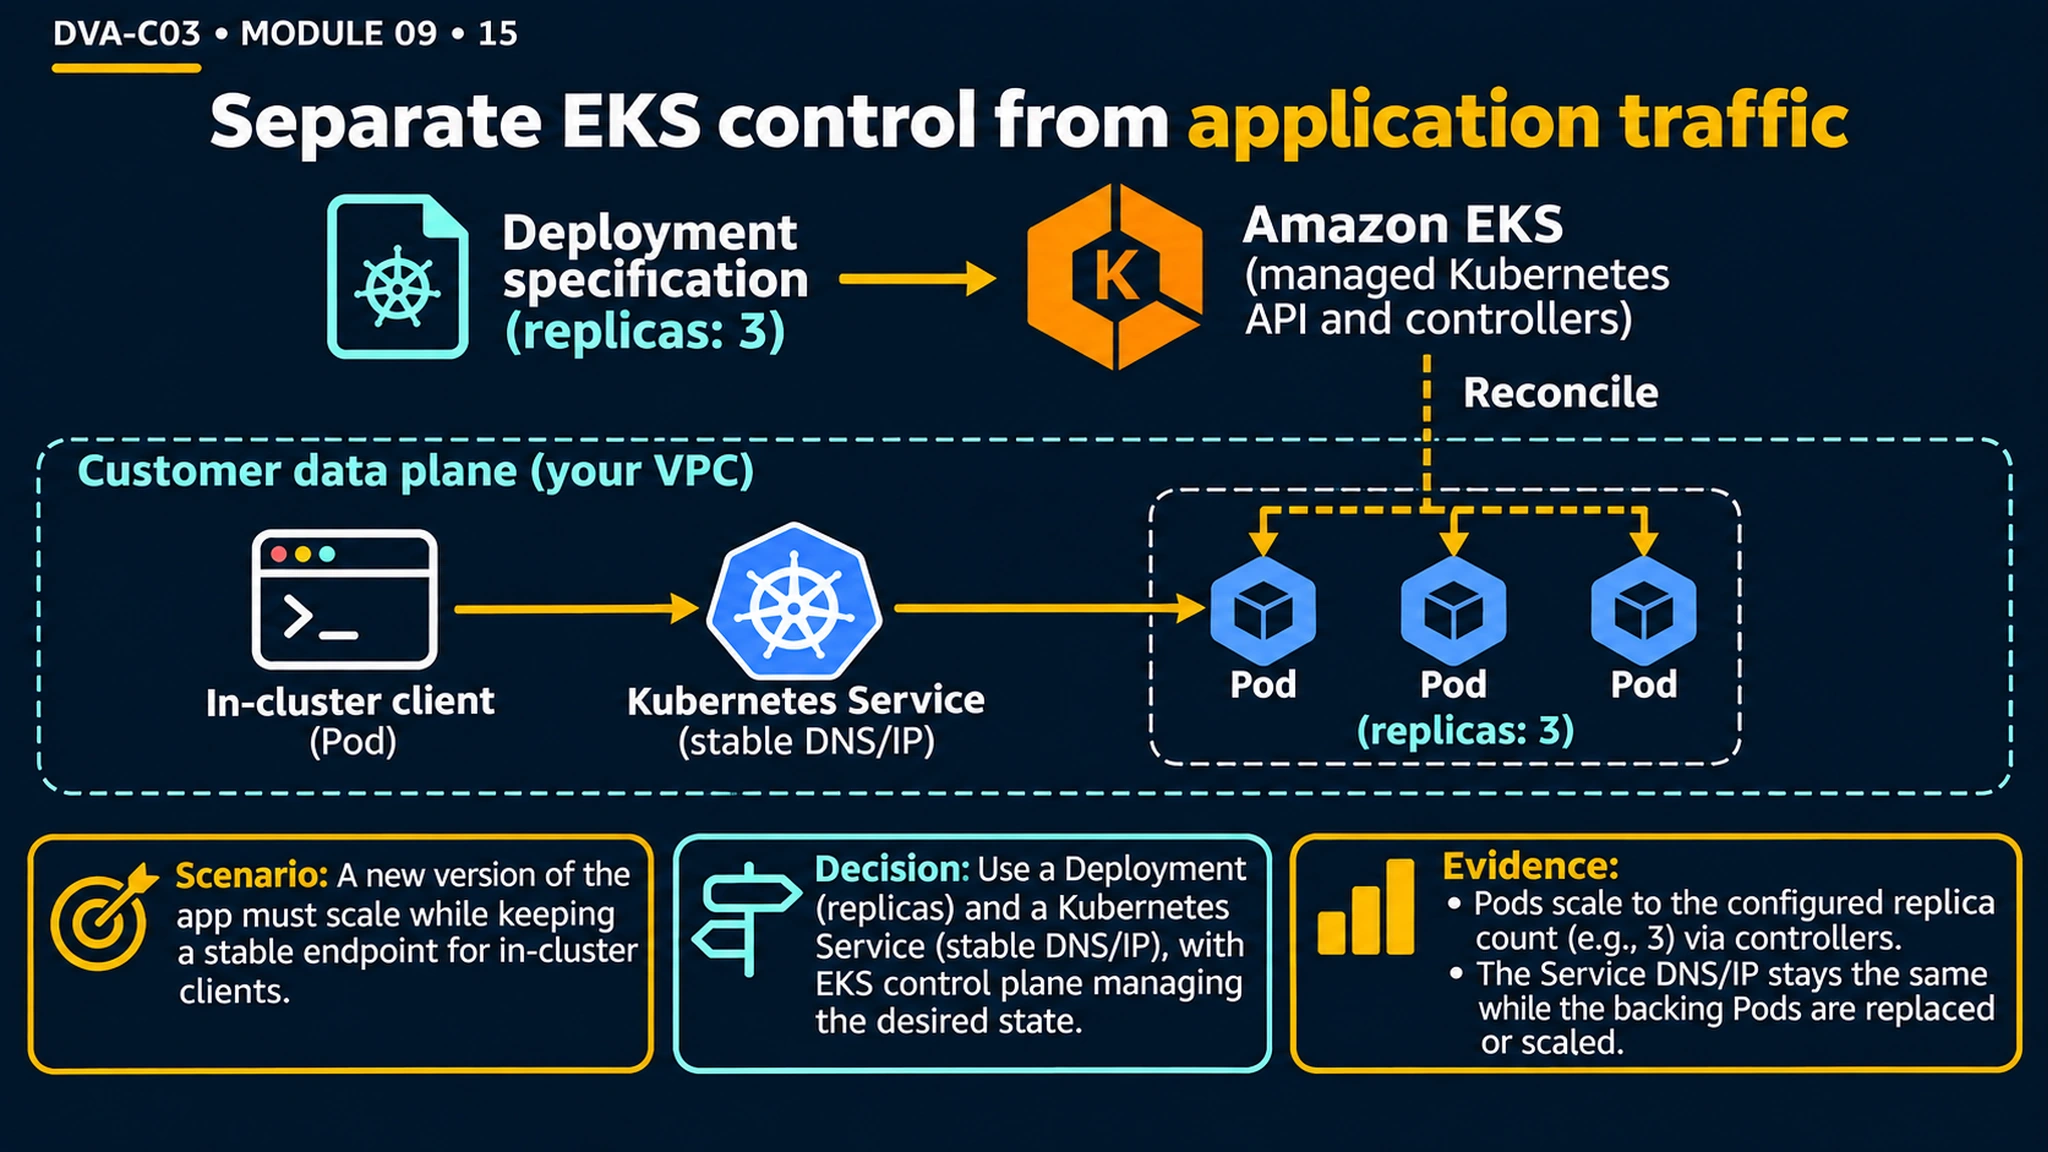 DVA-C03 • MODULE 09 • 15
Separate EKS control from application traffic
Deployment
specification
(replicas: 3)
K
Amazon EKS
(managed Kubernetes
API and controllers)
Reconcile
Customer data plane (your VPC)
In-cluster client
(Pod)
Kubernetes Service
(stable DNS/IP)
Pod
Pod
Pod
(replicas: 3)
Scenario: A new version of the
app must scale while keeping
a stable endpoint for in-cluster
clients.
Decision: Use a Deployment
(replicas) and a Kubernetes
Service (stable DNS/IP), with
EKS control plane managing
the desired state.
Evidence:
• Pods scale to the configured replica
count (e.g., 3) via controllers.
• The Service DNS/IP stays the same
while the backing Pods are replaced
or scaled.